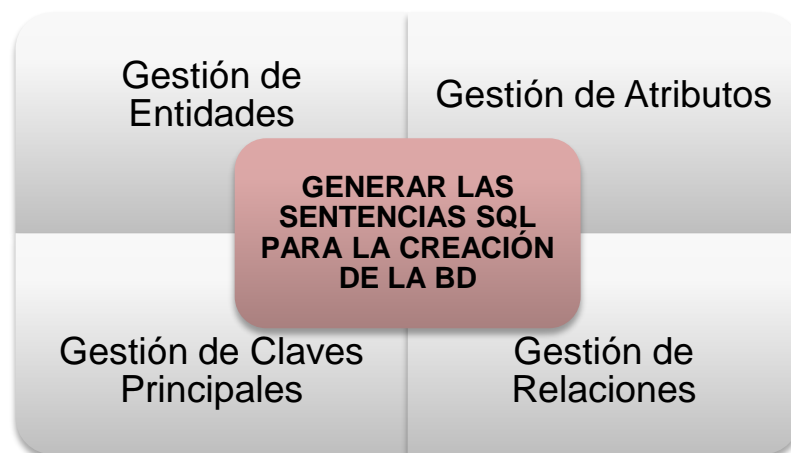 Gestión de
Entidades
Gestión de Atributos
GENERAR LAS
SENTENCIAS SQL
PARA LA CREACIÓN
DE LA BD
Gestión de Claves
Principales
Gestión de
Relaciones